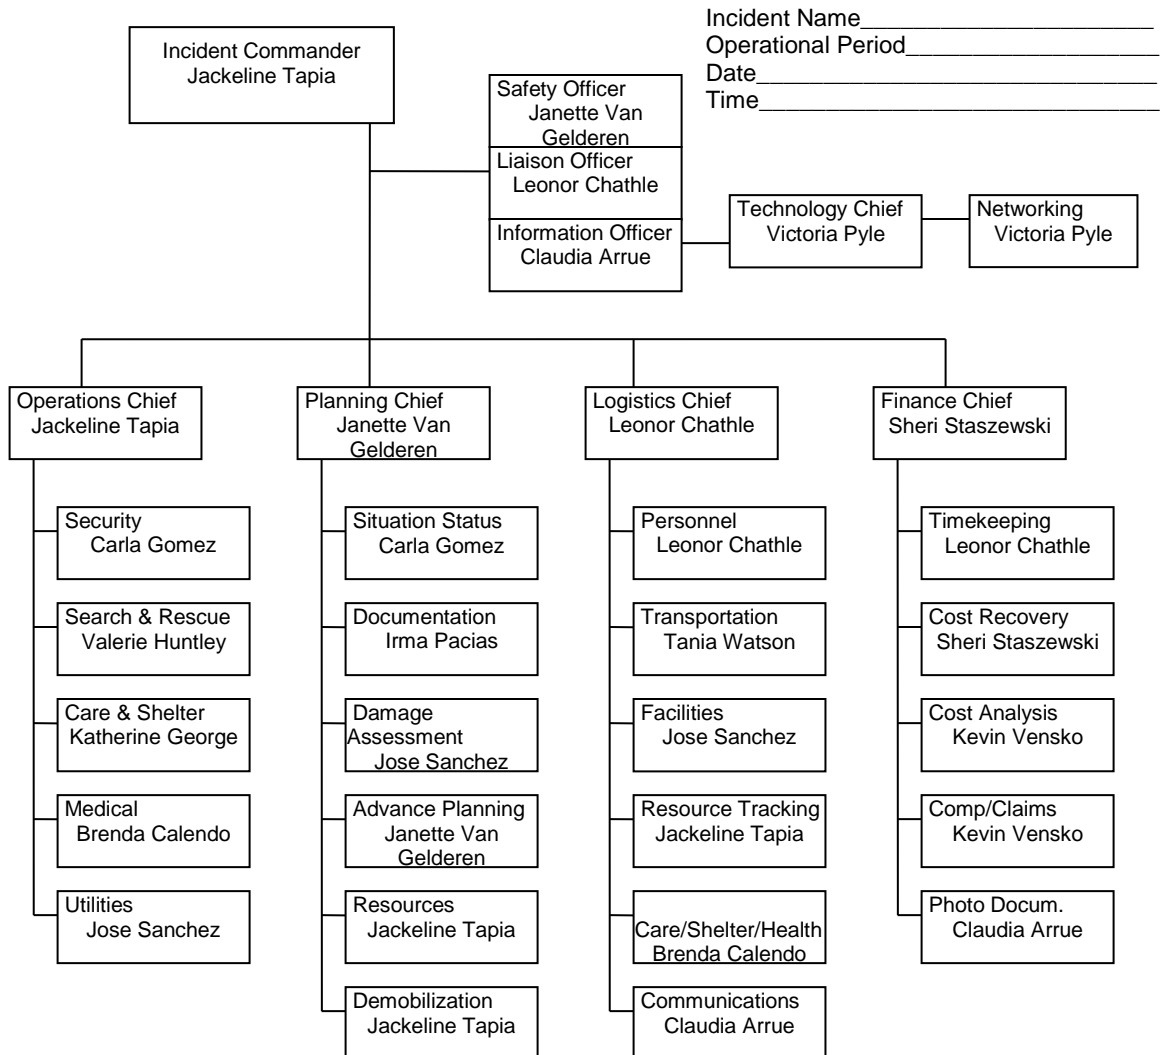 Incident Name______________________
Operational Period___________________
Date______________________________
Time______________________________
Incident Commander
Jackeline Tapia
Safety Officer
Janette Van
Gelderen
Liaison Officer
Leonor Chathle
Information Officer
Claudia Arrue
Technology Chief
Victoria Pyle
Networking
Victoria Pyle
Operations Chief
Jackeline Tapia
Security
Carla Gomez
Search & Rescue
Valerie Huntley
Care & Shelter
Katherine George
Medical
Brenda Calendo
Utilities
Jose Sanchez
Planning Chief
Janette Van
Gelderen
Situation Status
Carla Gomez
Documentation
Irma Pacias
Damage
Assessment
Jose Sanchez
Advance Planning
Janette Van
Gelderen
Resources
Jackeline Tapia
Demobilization
Jackeline Tapia
Logistics Chief
Leonor Chathle
Personnel
Leonor Chathle
Transportation
Tania Watson
Facilities
Jose Sanchez
Resource Tracking
Jackeline Tapia
Care/Shelter/Health
Brenda Calendo
Communications
Claudia Arrue
Finance Chief
Sheri Staszewski
Timekeeping
Leonor Chathle
Cost Recovery
Sheri Staszewski
Cost Analysis
Kevin Vensko
Comp/Claims
Kevin Vensko
Photo Docum.
Claudia Arrue